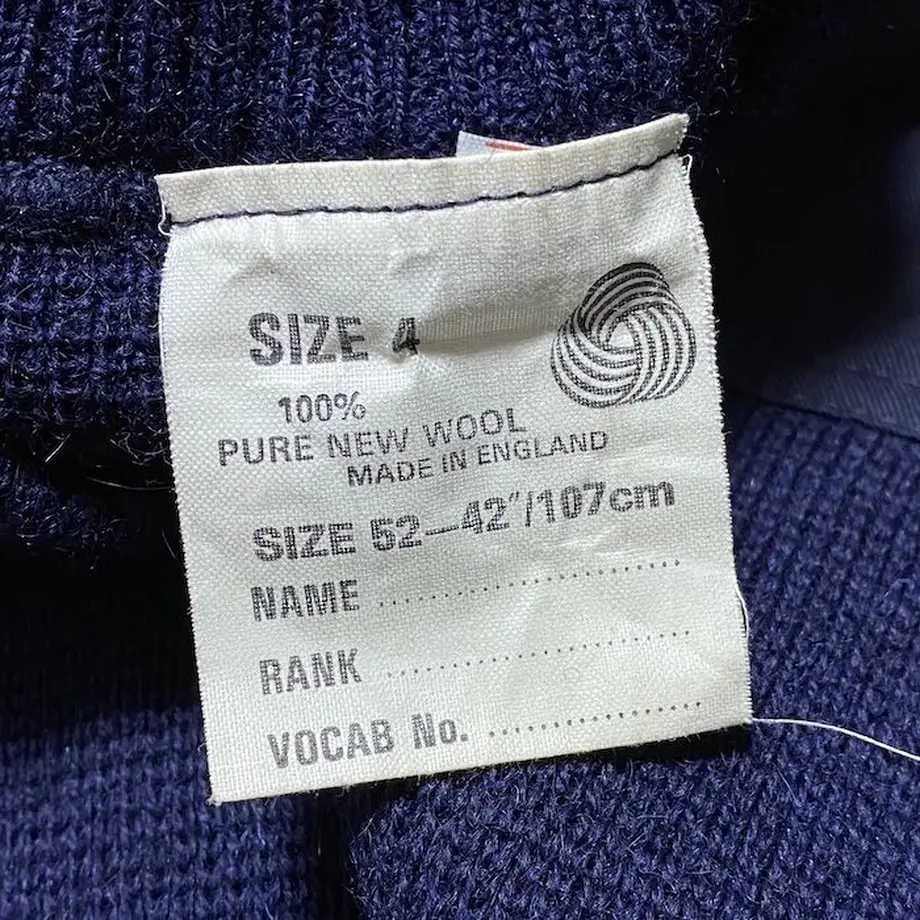 SIZE 4
100%
PURE NEW WOOL
MADE IN ENGLAND
SIZE 52—42"/107cm
NAME ........................
RANK ........................
VOCAB No. ..................